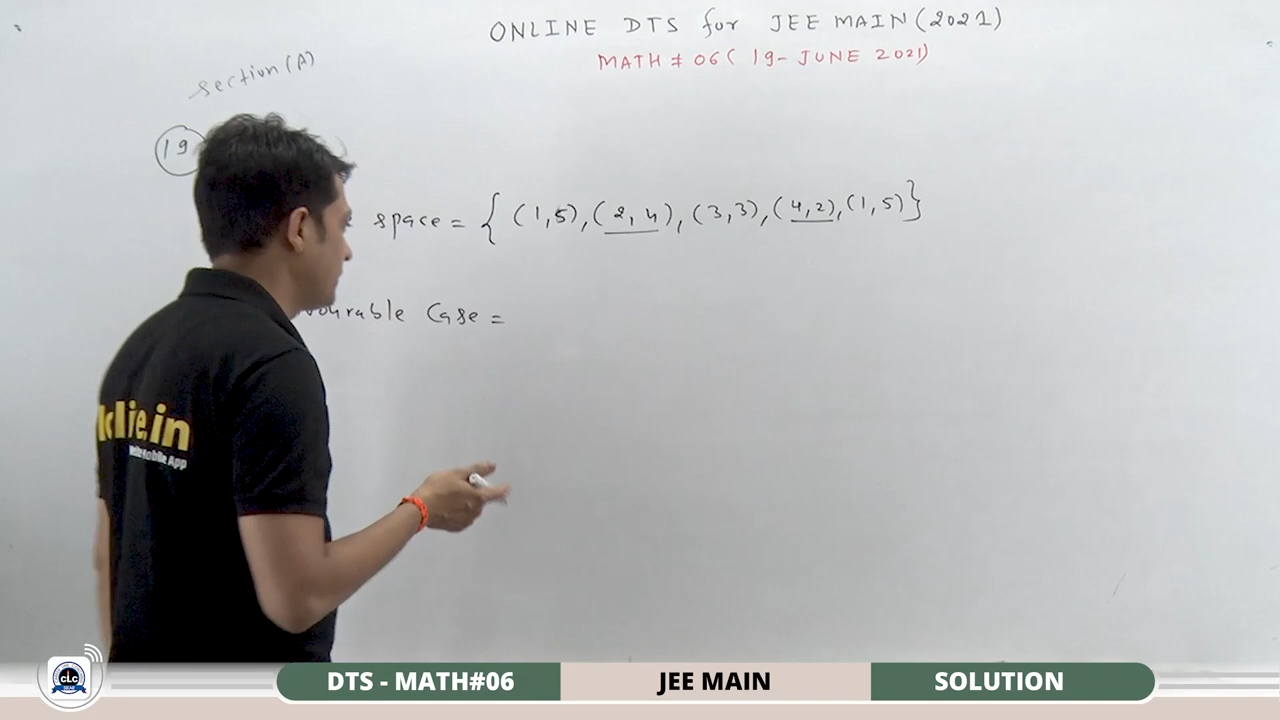 ONLINE DTS for JEE MAIN (2021)
MATH # 06 ( 19- JUNE 2021)
section (A)
19
space = { (1,5), (2,4), (3,3), (4,2), (1,5) }
ourable Case =
DTS - MATH#06
JEE MAIN
SOLUTION
CLC